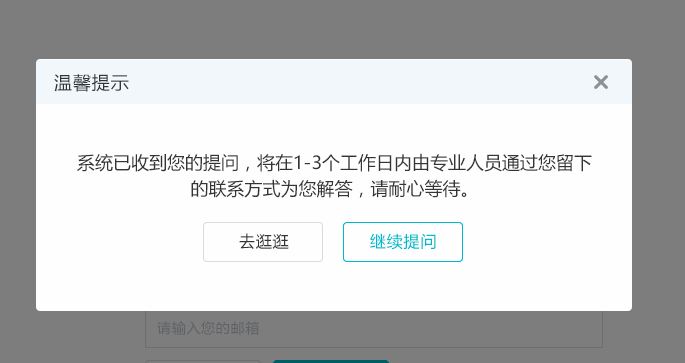 温馨提示
系统已收到您的提问，将在1-3个工作日内由专业人员通过您留下
的联系方式为您解答，请耐心等待。
去逛逛
继续提问
请输入您的邮箱